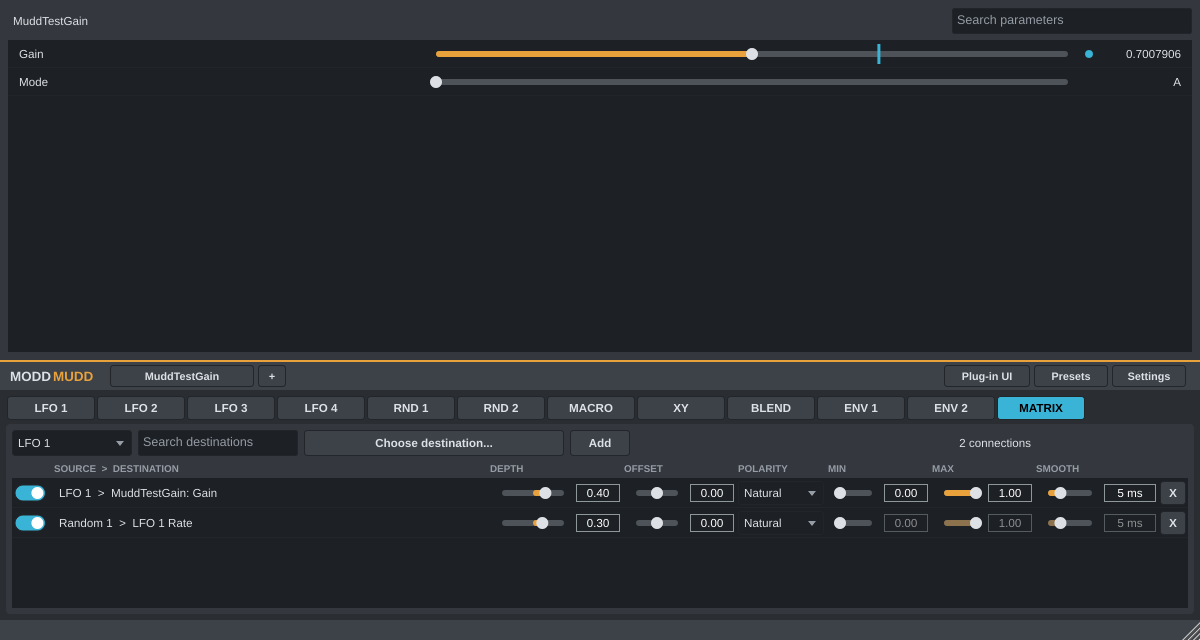 MuddTestGain Search parameters
Gain 0.7007906
Mode A
MODDMUDD MuddTestGain + Plug-in UI Presets Settings
LFO 1 LFO 2 LFO 3 LFO 4 RND 1 RND 2 MACRO XY BLEND ENV 1 ENV 2 MATRIX
LFO 1 Search destinations Choose destination... Add 2 connections
SOURCE > DESTINATION DEPTH OFFSET POLARITY MIN MAX SMOOTH
LFO 1 > MuddTestGain: Gain 0.40 0.00 Natural 0.00 1.00 5 ms X
Random 1 > LFO 1 Rate 0.30 0.00 Natural 0.00 1.00 5 ms X